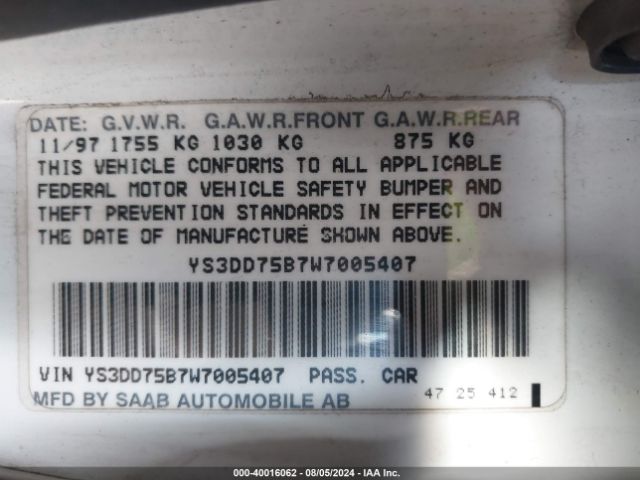 DATE: G.V.W.R. G.A.W.R.FRONT G.A.W.R.REAR
11/97 1755 KG 1030 KG 875 KG
THIS VEHICLE CONFORMS TO ALL APPLICABLE
FEDERAL MOTOR VEHICLE SAFETY BUMPER AND
THEFT PREVENTION STANDARDS IN EFFECT ON
THE DATE OF MANUFACTURE SHOWN ABOVE.
YS3DD75B7W7005407
VIN YS3DD75B7W7005407 PASS. CAR
MFD BY SAAB AUTOMOBILE AB 47 25 412
000-40016062 - 08/05/2024 - IAA Inc.